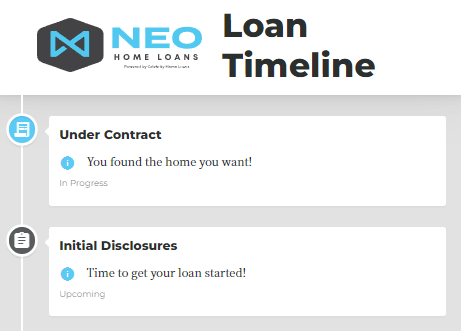 NEO
HOME LOANS
Powered by Celebrity Home Loans
Loan
Timeline
Under Contract
You found the home you want!
In Progress
Initial Disclosures
Time to get your loan started!
Upcoming